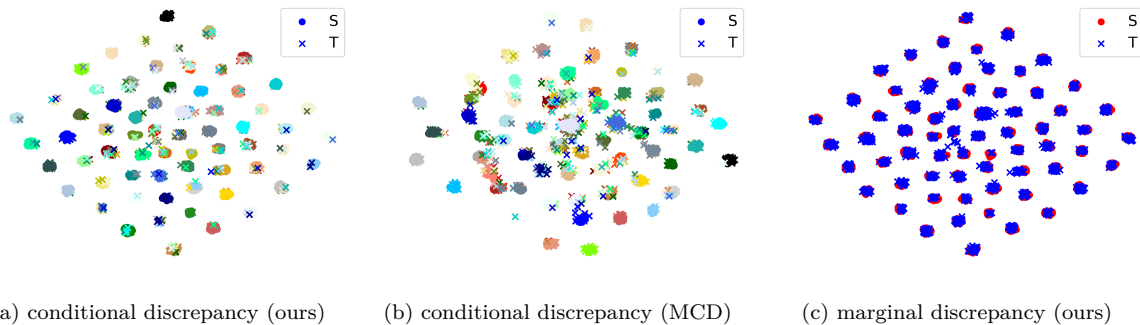 S
T
S
T
S
T
a) conditional discrepancy (ours)
(b) conditional discrepancy (MCD)
(c) marginal discrepancy (ours)